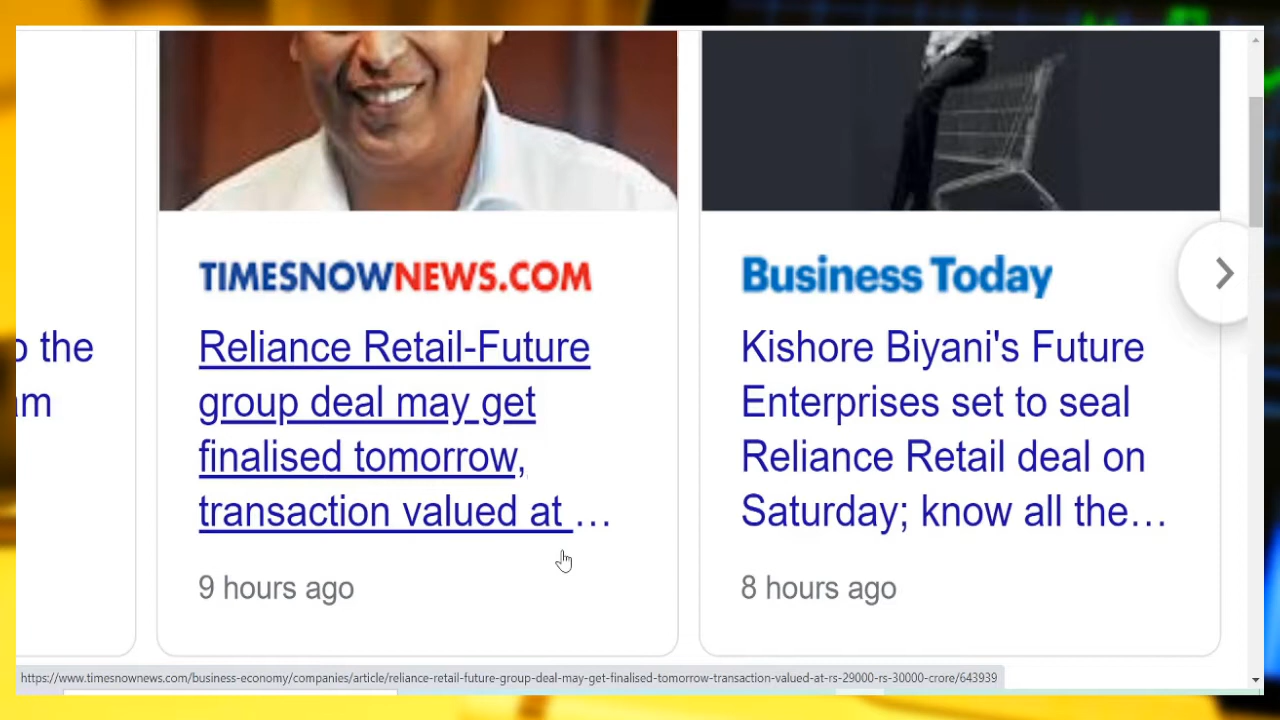 TIMESNOWNEWS.COM
Reliance Retail-Future
group deal may get
finalised tomorrow,
transaction valued at ...
9 hours ago
Business Today
Kishore Biyani's Future
Enterprises set to seal
Reliance Retail deal on
Saturday; know all the...
8 hours ago
the
https://www.timesnownews.com/business-economy/companies/article/reliance-retail-future-group-deal-may-get-finalised-tomorrow-transaction-valued-at-rs-29000-rs-30000-crore/643939